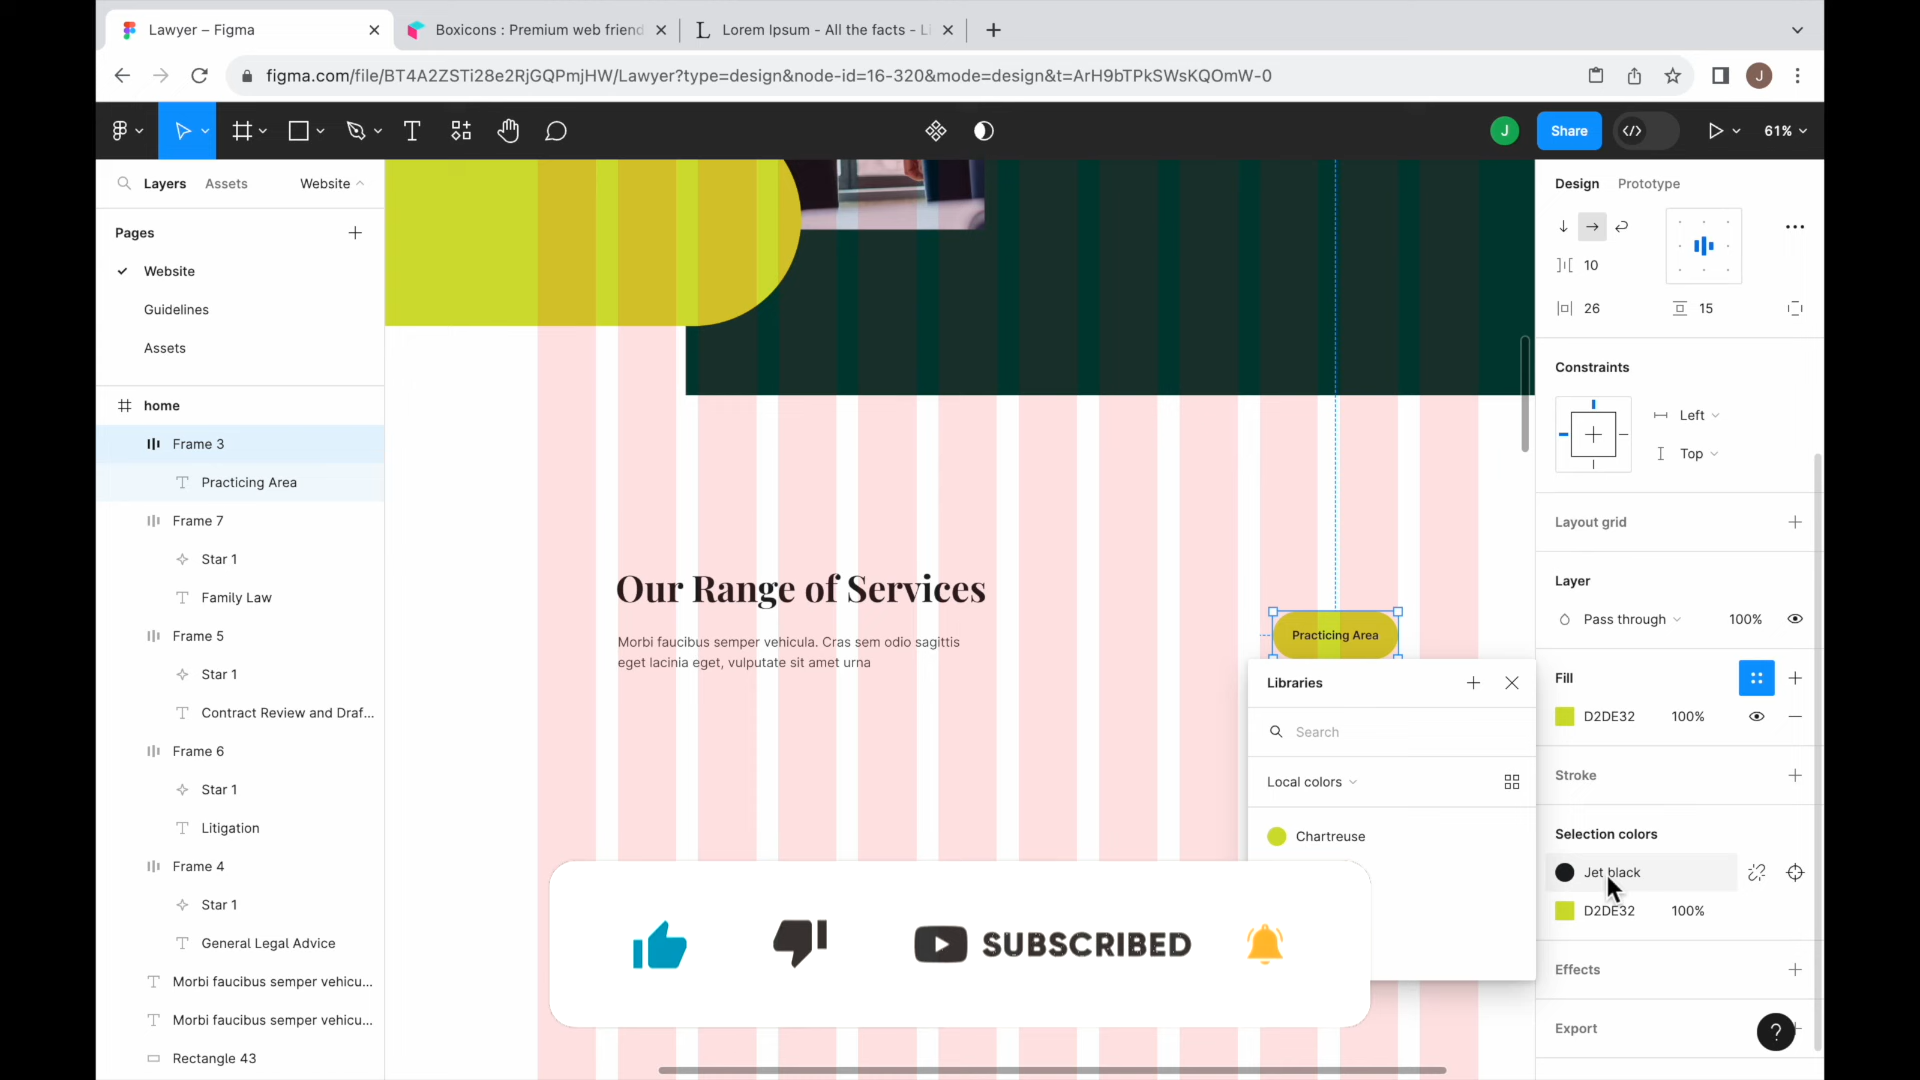 Lawyer – Figma
Boxicons : Premium web friend
Lorem Ipsum - All the facts - Li
figma.com/file/BT4A2ZSTi28e2RjGQPmjHW/Lawyer?type=design&node-id=16-320&mode=design&t=ArH9bTPkSWsKQOmW-0
J
J
Share
61%
Layers
Assets
Website
Pages
Website
Guidelines
Assets
home
Frame 3
Practicing Area
Frame 7
Star 1
Family Law
Frame 5
Star 1
Contract Review and Draf...
Frame 6
Star 1
Litigation
Frame 4
Star 1
General Legal Advice
Morbi faucibus semper vehicu...
Morbi faucibus semper vehicu...
Rectangle 43
Our Range of Services
Morbi faucibus semper vehicula. Cras sem odio sagittis
eget lacinia eget, vulputate sit amet urna
Practicing Area
Libraries
Search
Local colors
Chartreuse
SUBSCRIBED
Design
Prototype
10
26
15
Constraints
Left
Top
Layout grid
Layer
Pass through
100%
Fill
D2DE32
100%
Stroke
Selection colors
Jet black
D2DE32
100%
Effects
Export
?